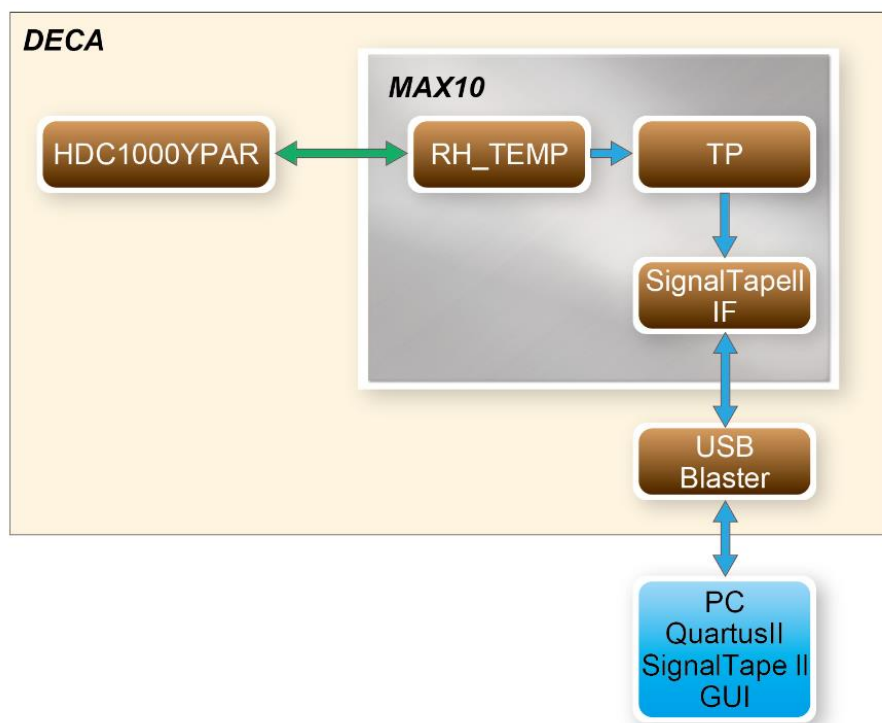 DECA
MAX10
HDC1000YPAR
RH_TEMP
TP
SignalTapeII
IF
USB
Blaster
PC
QuartusII
SignalTape II
GUI